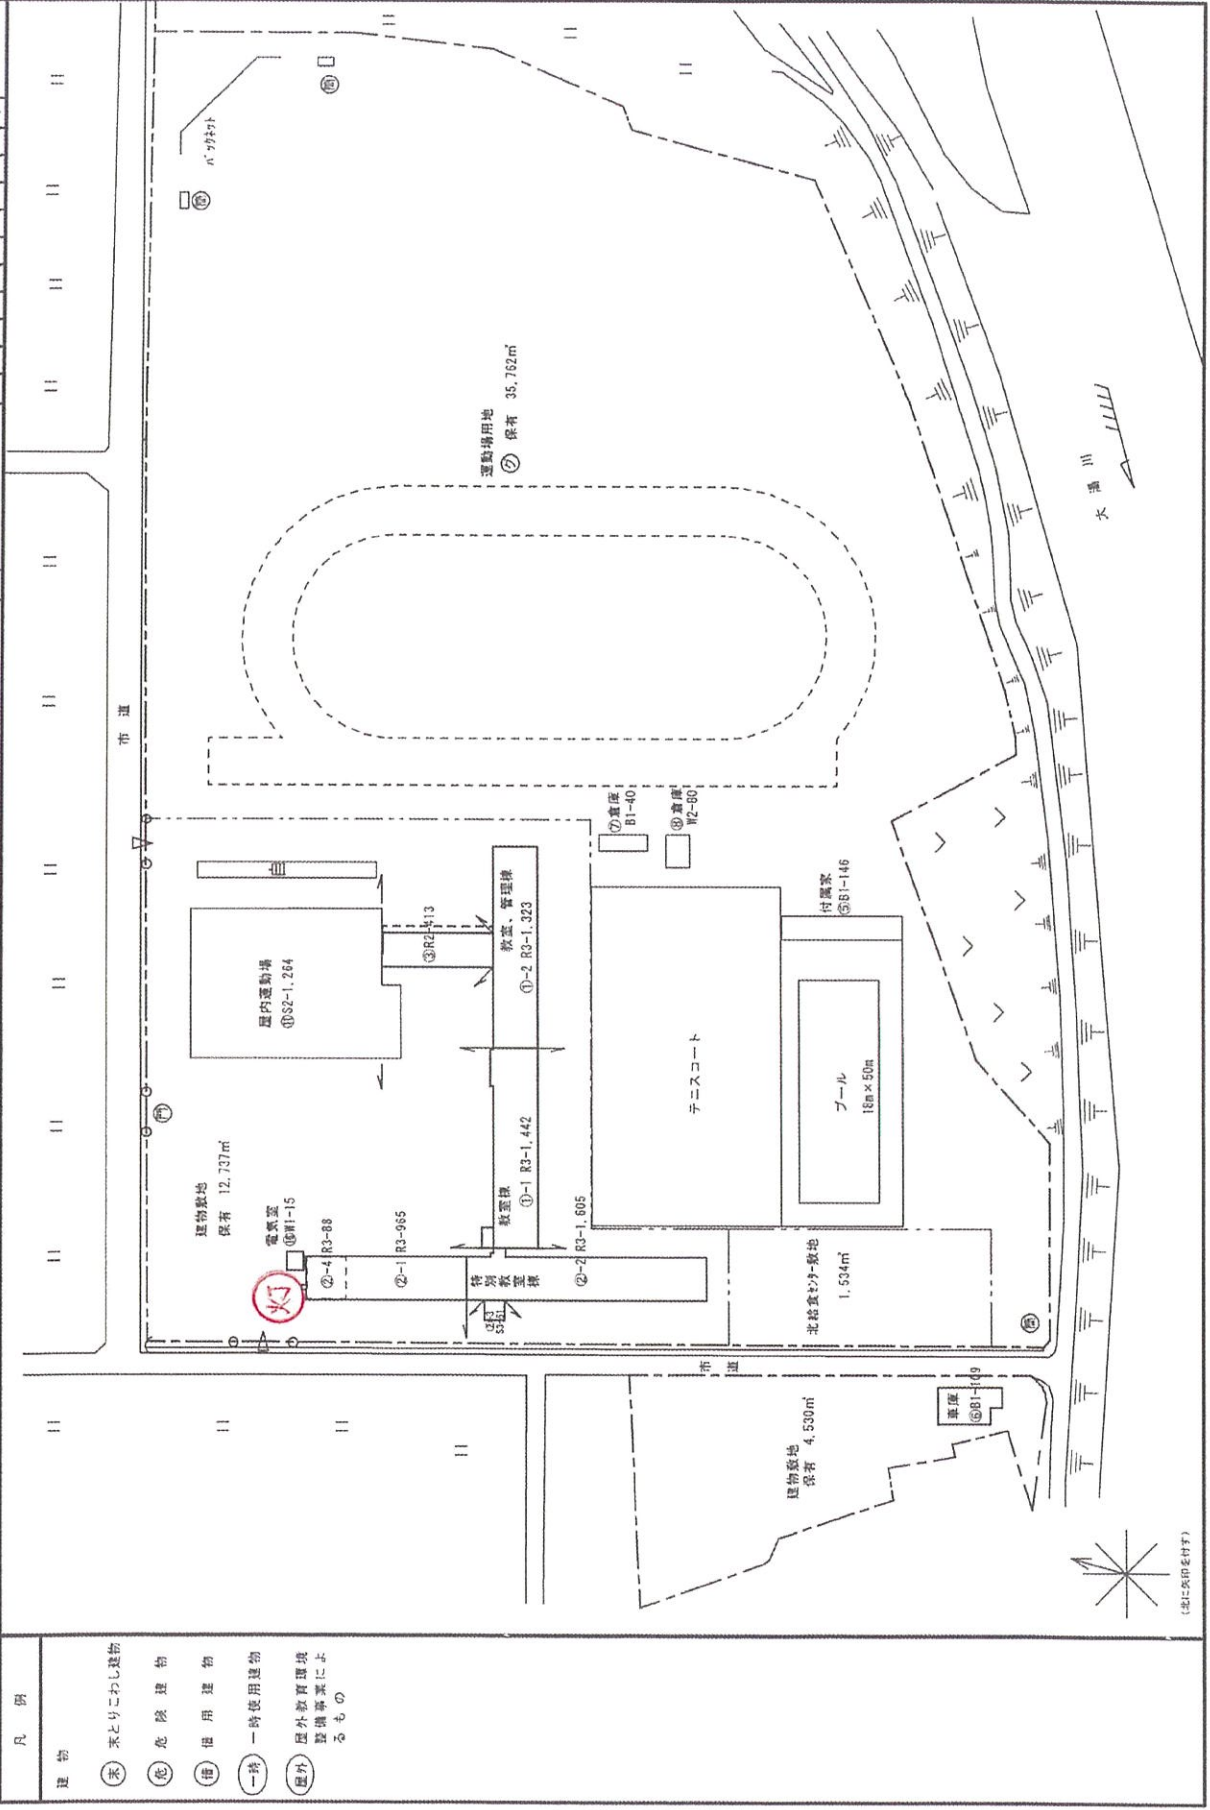 凡例
建物
未 未とりこわし建物
危 危険建物
借 借用建物
一時 一時使用建物
屋外 屋外教育環境
整備事業によ
るもの
バックネット
運動場用地
ク 保有 35,762㎡
市道
⑦倉庫
B1-40
⑧倉庫
W2-80
付属家
⑤B1-146
屋内運動場
⑪S2-1,264
③R2-413
教室、管理棟
①-2 R3-1,323
教室棟
①-1 R3-1,442
テニスコート
プール
18m×50m
門
建物敷地
保有 12,737㎡
電気室
⑩W1-15
灯
②-4 R3-88
②-1 R3-965
特別教室棟
②-2 R3-1,605
北給食センター敷地
1,534㎡
市道
建物敷地
保有 4,530㎡
車庫
⑥B1-109
(北に矢印を付す)